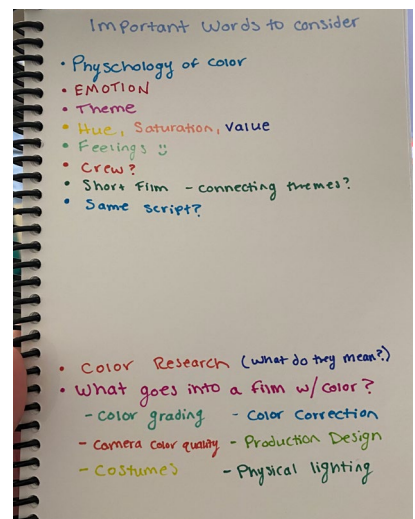 Important Words to consider
• Physchology of color
• EMOTION
• Theme
• Hue, Saturation, value
• Feelings :)
• Crew?
• Short Film - connecting themes?
• Same script?
• Color Research (what do they mean?)
• What goes into a film w/color?
- Color grading - Color Correction
- Camera color quality - Production Design
- Costumes - Physical lighting